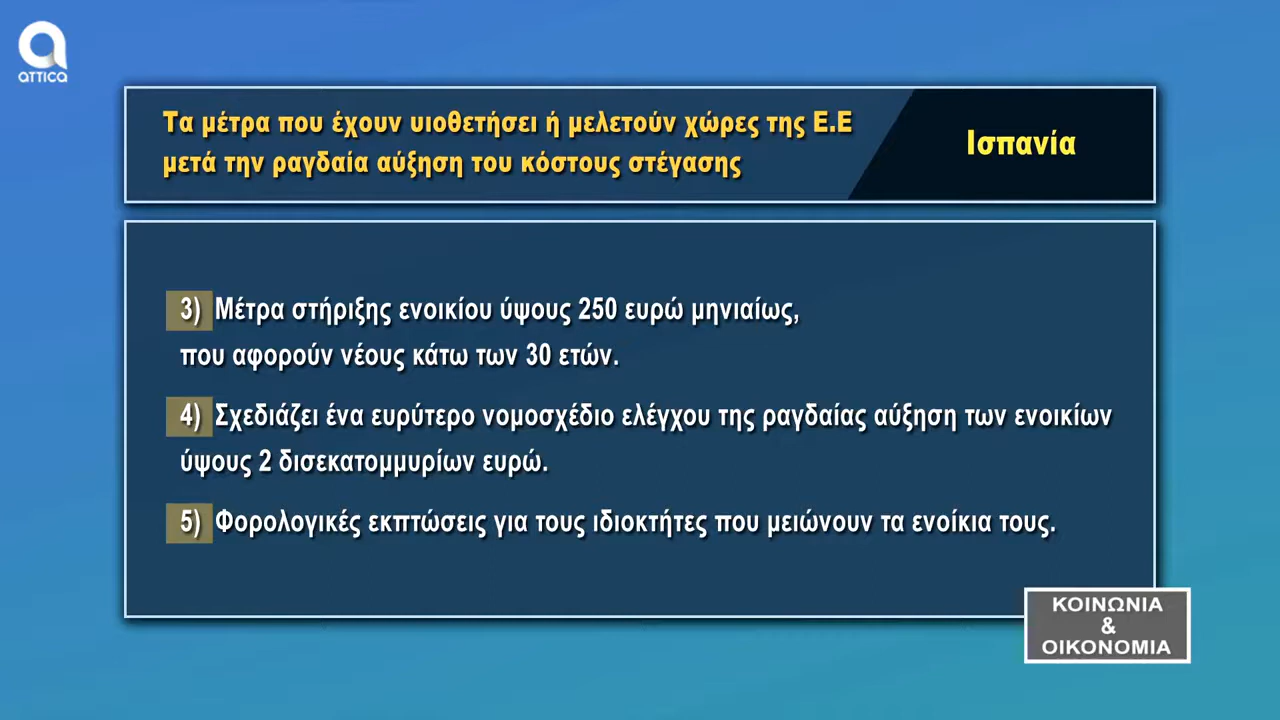 αττica
Τα μέτρα που έχουν υιοθετήσει ή μελετούν χώρες της Ε.Ε
μετά την ραγδαία αύξηση του κόστους στέγασης
Ισπανία
3) Μέτρα στήριξης ενοικίου ύψους 250 ευρώ μηνιαίως,
που αφορούν νέους κάτω των 30 ετών.
4) Σχεδιάζει ένα ευρύτερο νομοσχέδιο ελέγχου της ραγδαίας αύξηση των ενοικίων
ύψους 2 δισεκατομμυρίων ευρώ.
5) Φορολογικές εκπτώσεις για τους ιδιοκτήτες που μειώνουν τα ενοίκια τους.
ΚΟΙΝΩΝΙΑ
&
ΟΙΚΟΝΟΜΙΑ